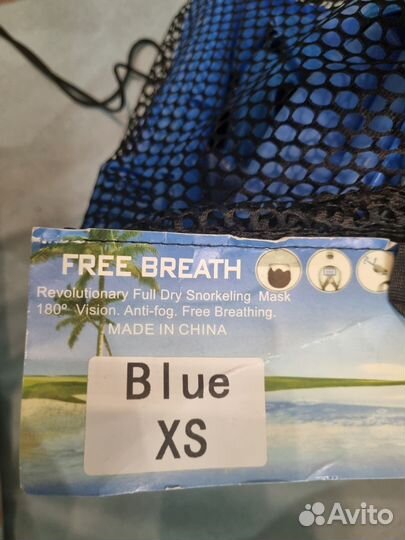 FREE BREATH
Revolutionary Full Dry Snorkeling Mask
180° Vision. Anti-fog. Free Breathing.
MADE IN CHINA
Blue
XS
Avito